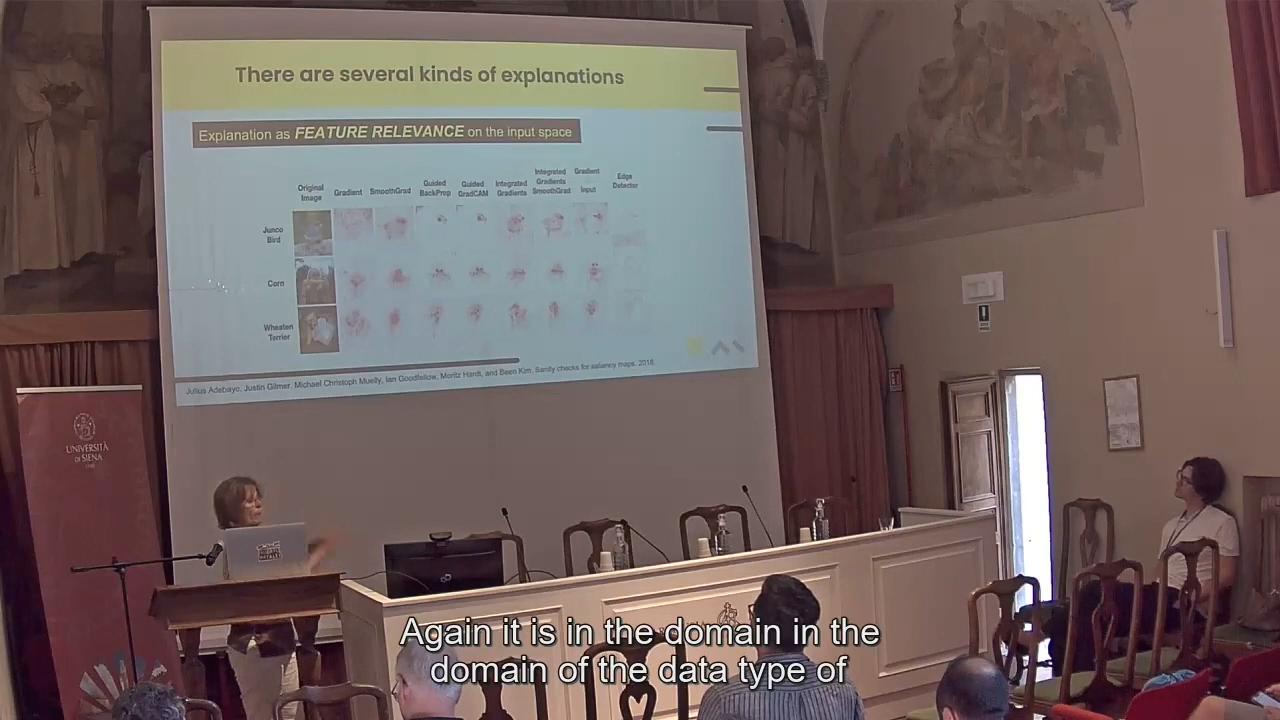 There are several kinds of explanations
Explanation as FEATURE RELEVANCE on the input space
Original
Image
Gradient
SmoothGrad
Guided
BackProp
Guided
GradCAM
Integrated
Gradients
Integrated
Gradients
SmoothGrad
Gradient
Input
Edge
Detector
Junco
Bird
Corn
Wheaten
Terrier
Julius Adebayo, Justin Gilmer, Michael Christoph Muelly, Ian Goodfellow, Moritz Hardt, and Been Kim. Sanity checks for saliency maps. 2018.
UNIVERSITÀ
DI SIENA
Again it is in the domain in the
domain of the data type of